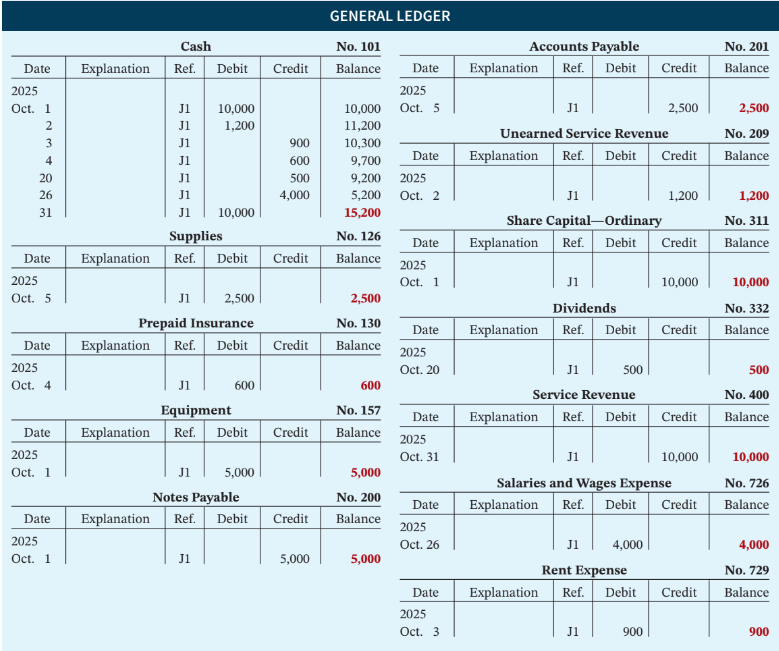 GENERAL LEDGER
Cash No. 101
Date Explanation Ref. Debit Credit Balance
2025
Oct. 1 J1 10,000 10,000
2 J1 1,200 11,200
3 J1 900 10,300
4 J1 600 9,700
20 J1 500 9,200
26 J1 4,000 5,200
31 J1 10,000 15,200
Supplies No. 126
Date Explanation Ref. Debit Credit Balance
2025
Oct. 5 J1 2,500 2,500
Prepaid Insurance No. 130
Date Explanation Ref. Debit Credit Balance
2025
Oct. 4 J1 600 600
Equipment No. 157
Date Explanation Ref. Debit Credit Balance
2025
Oct. 1 J1 5,000 5,000
Notes Payable No. 200
Date Explanation Ref. Debit Credit Balance
2025
Oct. 1 J1 5,000 5,000
Accounts Payable No. 201
Date Explanation Ref. Debit Credit Balance
2025
Oct. 5 J1 2,500 2,500
Unearned Service Revenue No. 209
Date Explanation Ref. Debit Credit Balance
2025
Oct. 2 J1 1,200 1,200
Share Capital—Ordinary No. 311
Date Explanation Ref. Debit Credit Balance
2025
Oct. 1 J1 10,000 10,000
Dividends No. 332
Date Explanation Ref. Debit Credit Balance
2025
Oct. 20 J1 500 500
Service Revenue No. 400
Date Explanation Ref. Debit Credit Balance
2025
Oct. 31 J1 10,000 10,000
Salaries and Wages Expense No. 726
Date Explanation Ref. Debit Credit Balance
2025
Oct. 26 J1 4,000 4,000
Rent Expense No. 729
Date Explanation Ref. Debit Credit Balance
2025
Oct. 3 J1 900 900